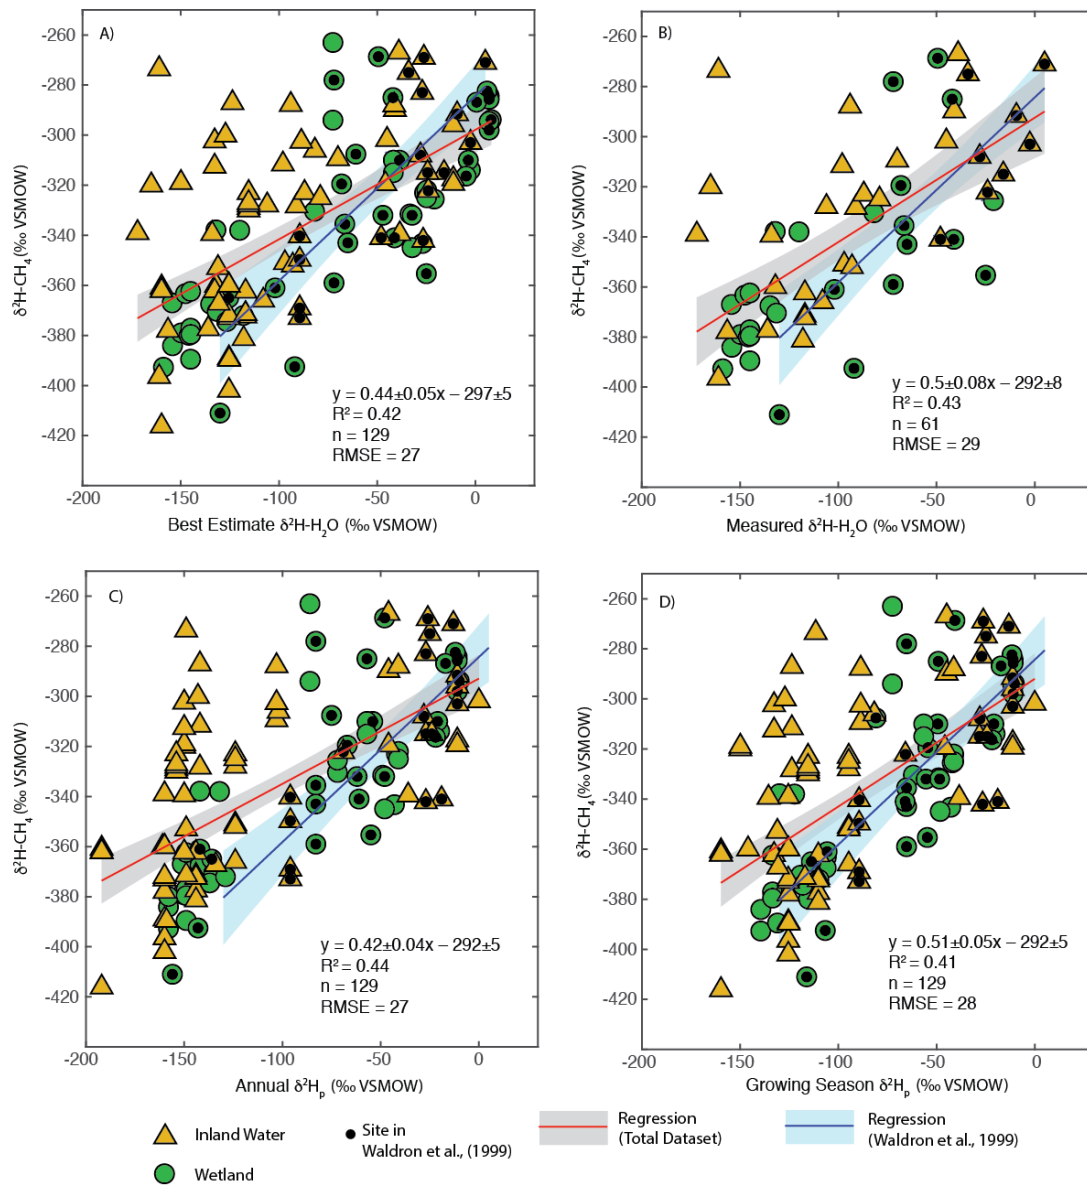 A)
-260
-280
-300
-320
-340
-360
-380
-400
-420
δ²H-CH₄(‰ VSMOW)
y = 0.44±0.05x – 297±5
R² = 0.42
n = 129
RMSE = 27
-200 -150 -100 -50 0
Best Estimate δ²H-H₂O (‰ VSMOW)
B)
-260
-280
-300
-320
-340
-360
-380
-400
-420
δ²H-CH₄(‰ VSMOW)
y = 0.5±0.08x – 292±8
R² = 0.43
n = 61
RMSE = 29
-200 -150 -100 -50 0
Measured δ²H-H₂O (‰ VSMOW)
C)
-260
-280
-300
-320
-340
-360
-380
-400
-420
δ²H-CH₄(‰ VSMOW)
y = 0.42±0.04x – 292±5
R² = 0.44
n = 129
RMSE = 27
-200 -150 -100 -50 0
Annual δ²Hₚ (‰ VSMOW)
D)
-260
-280
-300
-320
-340
-360
-380
-400
-420
δ²H-CH₄(‰ VSMOW)
y = 0.51±0.05x – 292±5
R² = 0.41
n = 129
RMSE = 28
-200 -150 -100 -50 0
Growing Season δ²Hₚ (‰ VSMOW)
Inland Water
Wetland
Site in
Waldron et al., (1999)
Regression
(Total Dataset)
Regression
(Waldron et al., 1999)